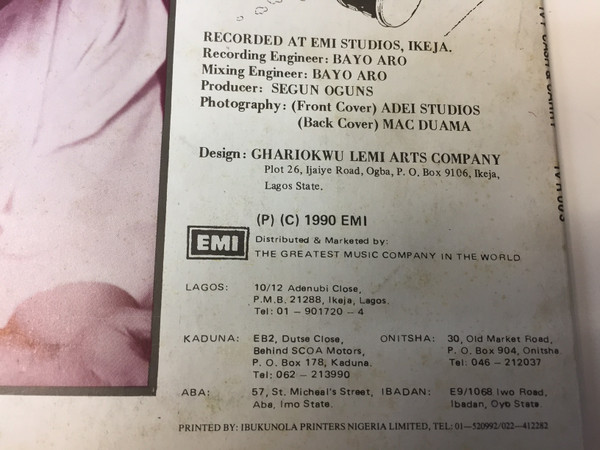 RECORDED AT EMI STUDIOS, IKEJA.
Recording Engineer: BAYO ARO
Mixing Engineer: BAYO ARO
Producer: SEGUN OGUNS
Photography: (Front Cover) ADEI STUDIOS
(Back Cover) MAC DUAMA
Design: GHARIOKWU LEMI ARTS COMPANY
Plot 26, Ijaiye Road, Ogba, P. O. Box 9106, Ikeja,
Lagos State.
(P) (C) 1990 EMI
EMI
Distributed & Marketed by:
THE GREATEST MUSIC COMPANY IN THE WORLD
LAGOS: 10/12 Adenubi Close,
P.M.B. 21288, Ikeja, Lagos.
Tel: 01 – 901720 – 4
KADUNA: EB2, Dutse Close, ONITSHA: 30, Old Market Road,
Behind SCOA Motors, P. O. Box 904, Onitsha.
P. O. Box 178, Kaduna. Tel: 046 – 212037
Tel: 062 – 213990
ABA: 57, St. Micheal's Street, IBADAN: E9/1068 Iwo Road,
Aba, Imo State. Ibadan, Oyo State.
PRINTED BY: IBUKUNOLA PRINTERS NIGERIA LIMITED, TEL: 01–520992/022–412282